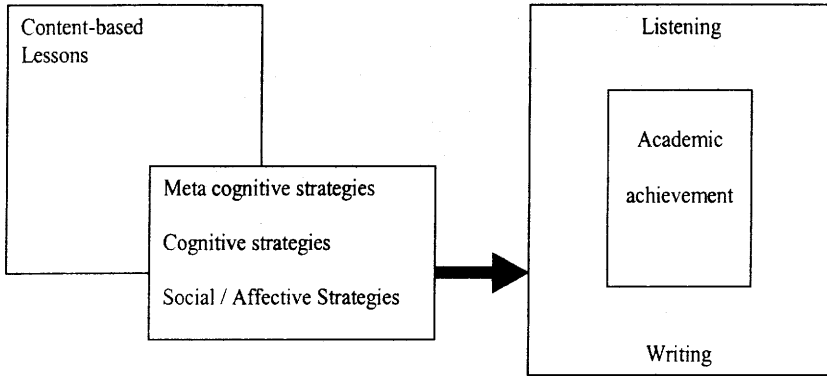 Content-based
Lessons
Meta cognitive strategies
Cognitive strategies
Social / Affective Strategies
Listening
Academic
achievement
Writing